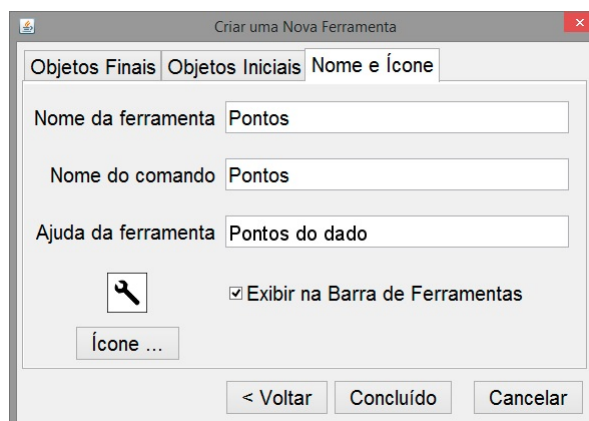 Criar uma Nova Ferramenta
Objetos Finais Objetos Iniciais Nome e Ícone
Nome da ferramenta Pontos
Nome do comando Pontos
Ajuda da ferramenta Pontos do dado
Exibir na Barra de Ferramentas
Ícone ...
< Voltar Concluído Cancelar